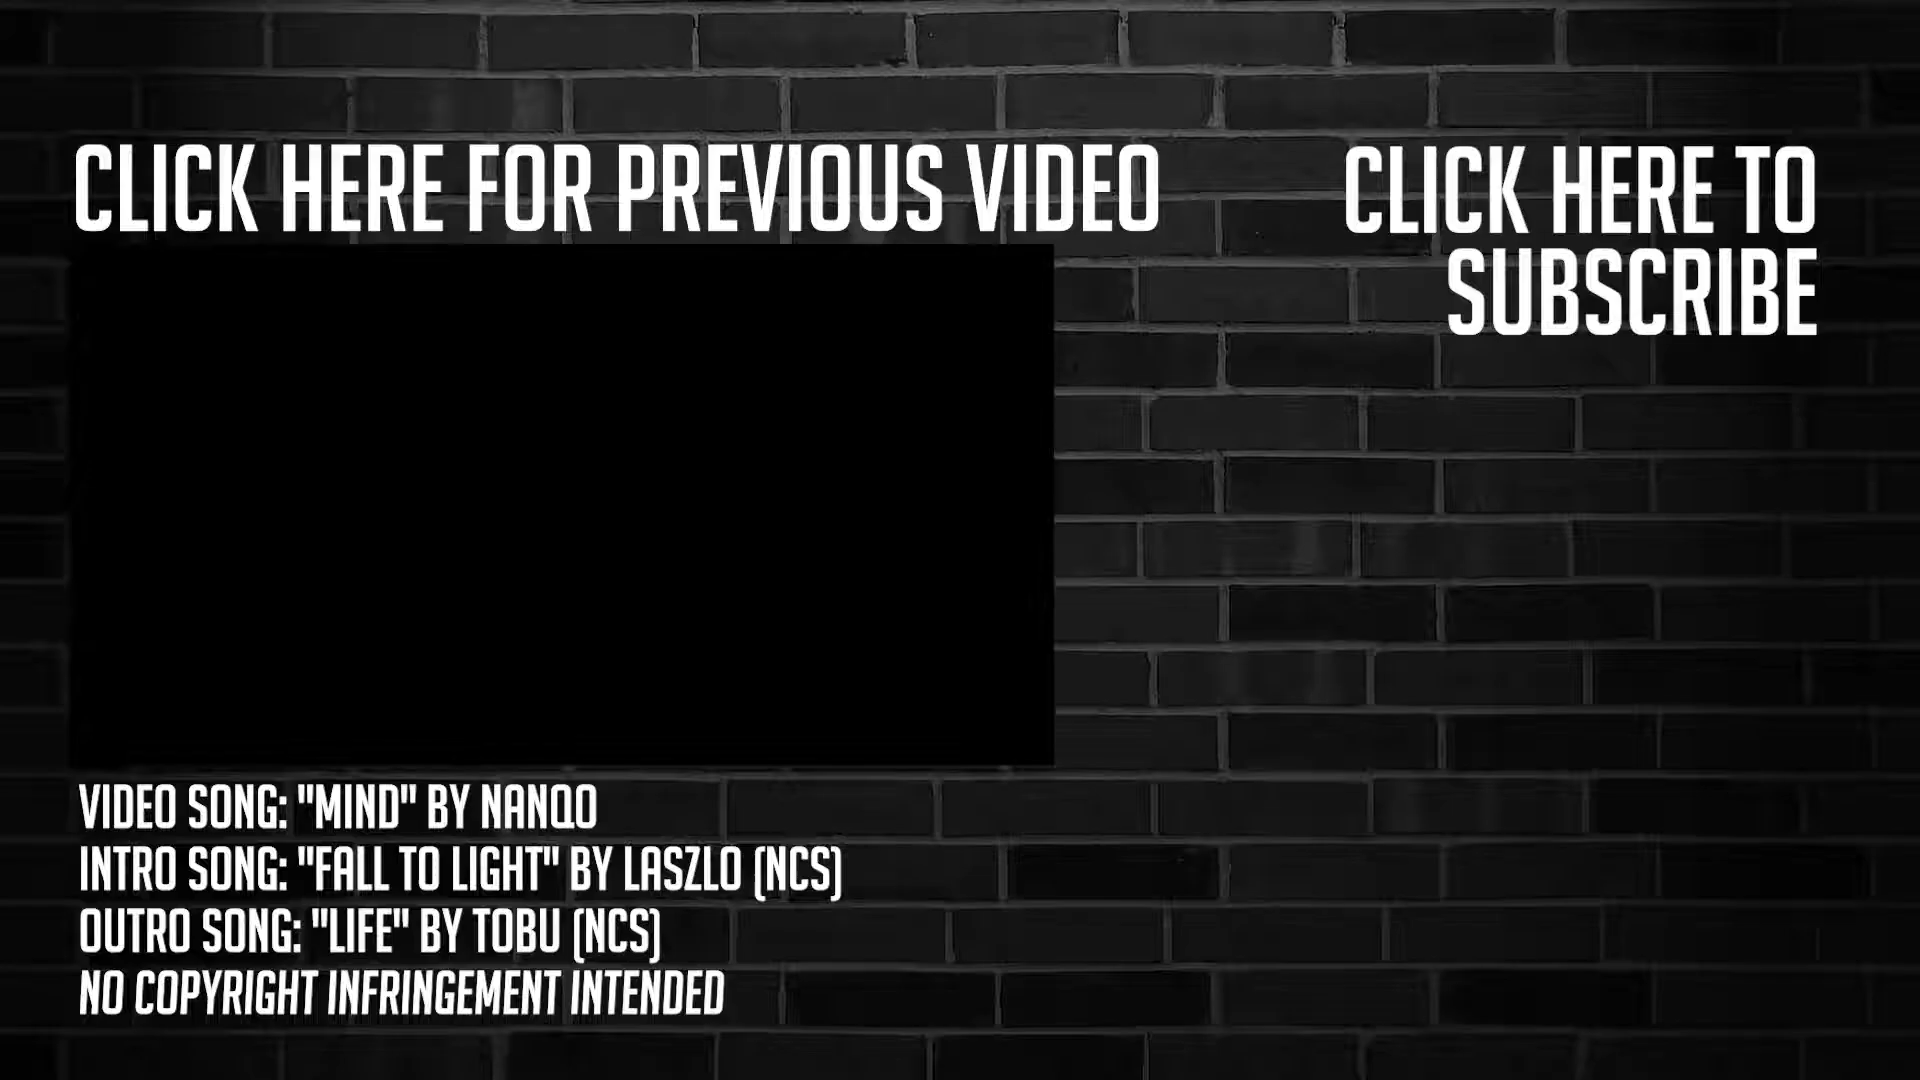 CLICK HERE FOR PREVIOUS VIDEO
CLICK HERE TO
SUBSCRIBE
VIDEO SONG: "MIND" BY NANQO
INTRO SONG: "FALL TO LIGHT" BY LASZLO (NCS)
OUTRO SONG: "LIFE" BY TOBU (NCS)
NO COPYRIGHT INFRINGEMENT INTENDED